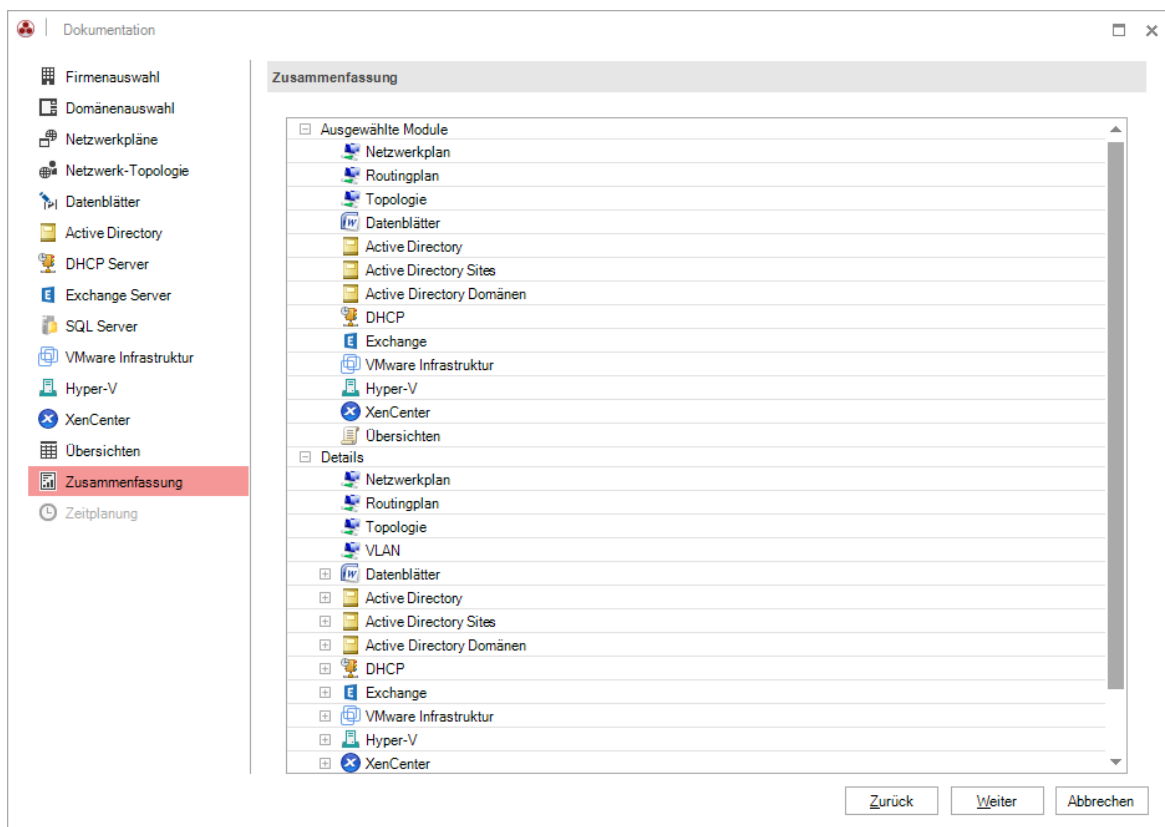 Dokumentation
Firmenauswahl
Domänenauswahl
Netzwerkpläne
Netzwerk-Topologie
Datenblätter
Active Directory
DHCP Server
Exchange Server
SQL Server
VMware Infrastruktur
Hyper-V
XenCenter
Übersichten
Zusammenfassung
Zeitplanung
Zusammenfassung
Ausgewählte Module
Netzwerkplan
Routingplan
Topologie
Datenblätter
Active Directory
Active Directory Sites
Active Directory Domänen
DHCP
Exchange
VMware Infrastruktur
Hyper-V
XenCenter
Übersichten
Details
Netzwerkplan
Routingplan
Topologie
VLAN
Datenblätter
Active Directory
Active Directory Sites
Active Directory Domänen
DHCP
Exchange
VMware Infrastruktur
Hyper-V
XenCenter
Zurück Weiter Abbrechen